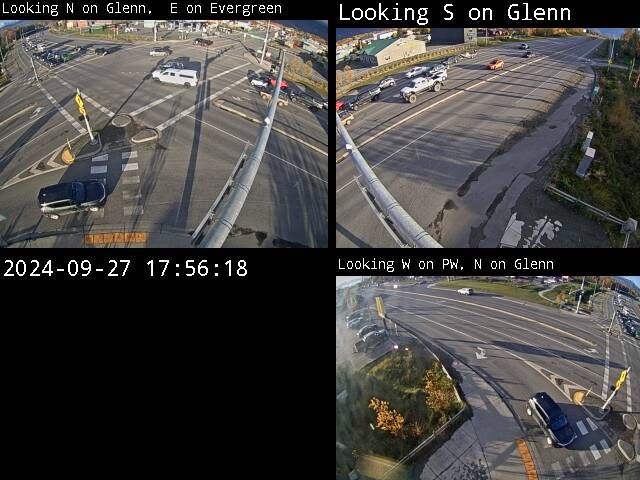 Looking N on Glenn,  E on Evergreen
Looking S on Glenn
2024-09-27 17:56:18
Looking W on PW, N on Glenn